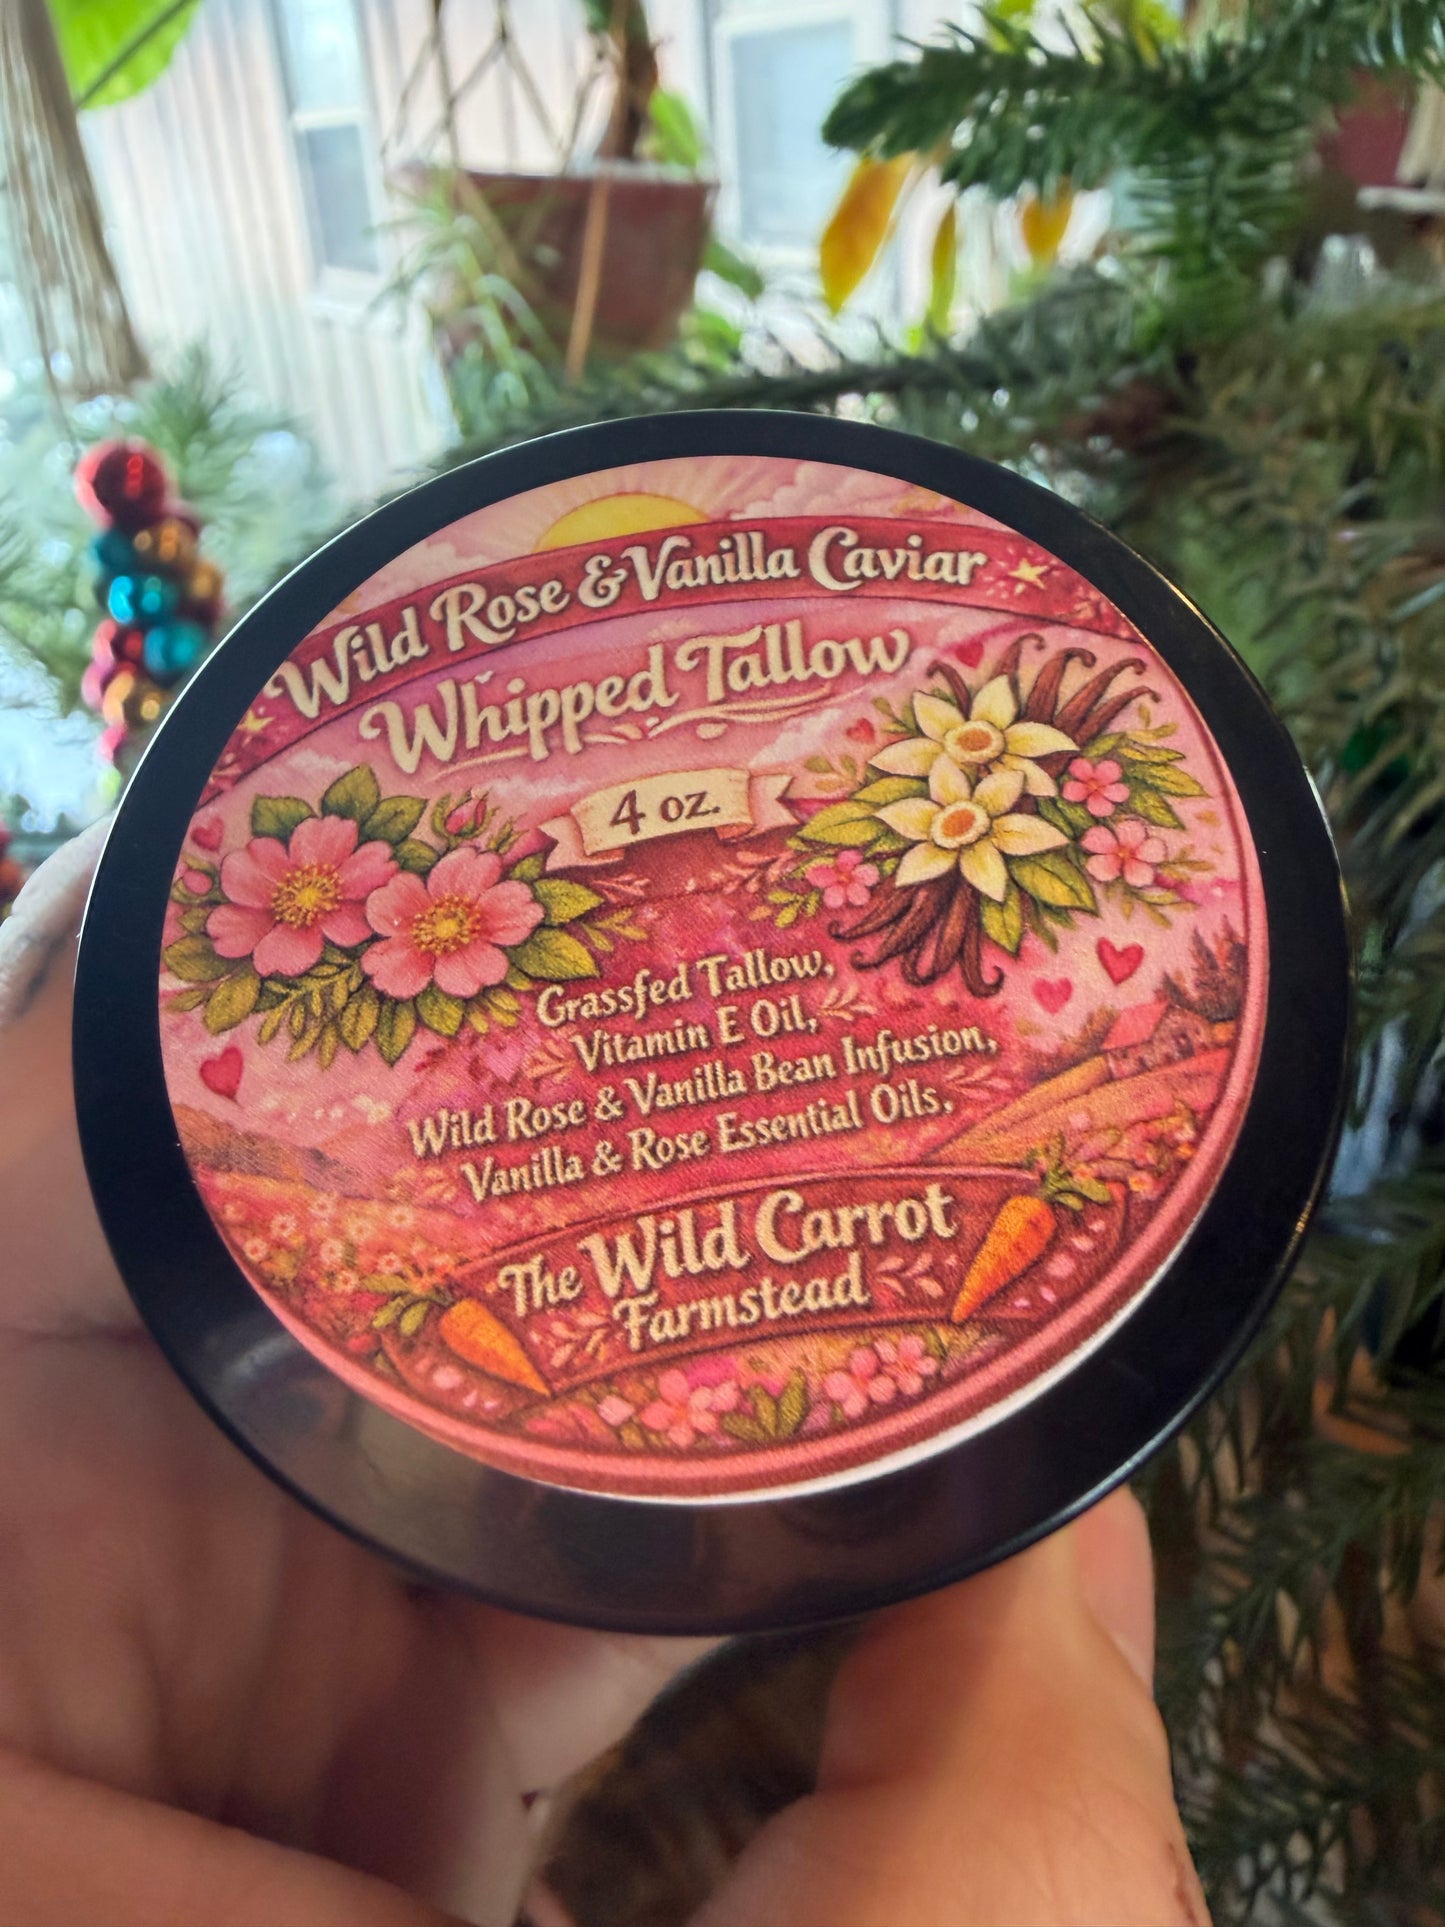 Wild Rose & Vanilla Caviar
Whipped Tallow
4 oz.
Grassfed Tallow,
Vitamin E Oil,
Wild Rose & Vanilla Bean Infusion,
Vanilla & Rose Essential Oils.
The Wild Carrot
Farmstead